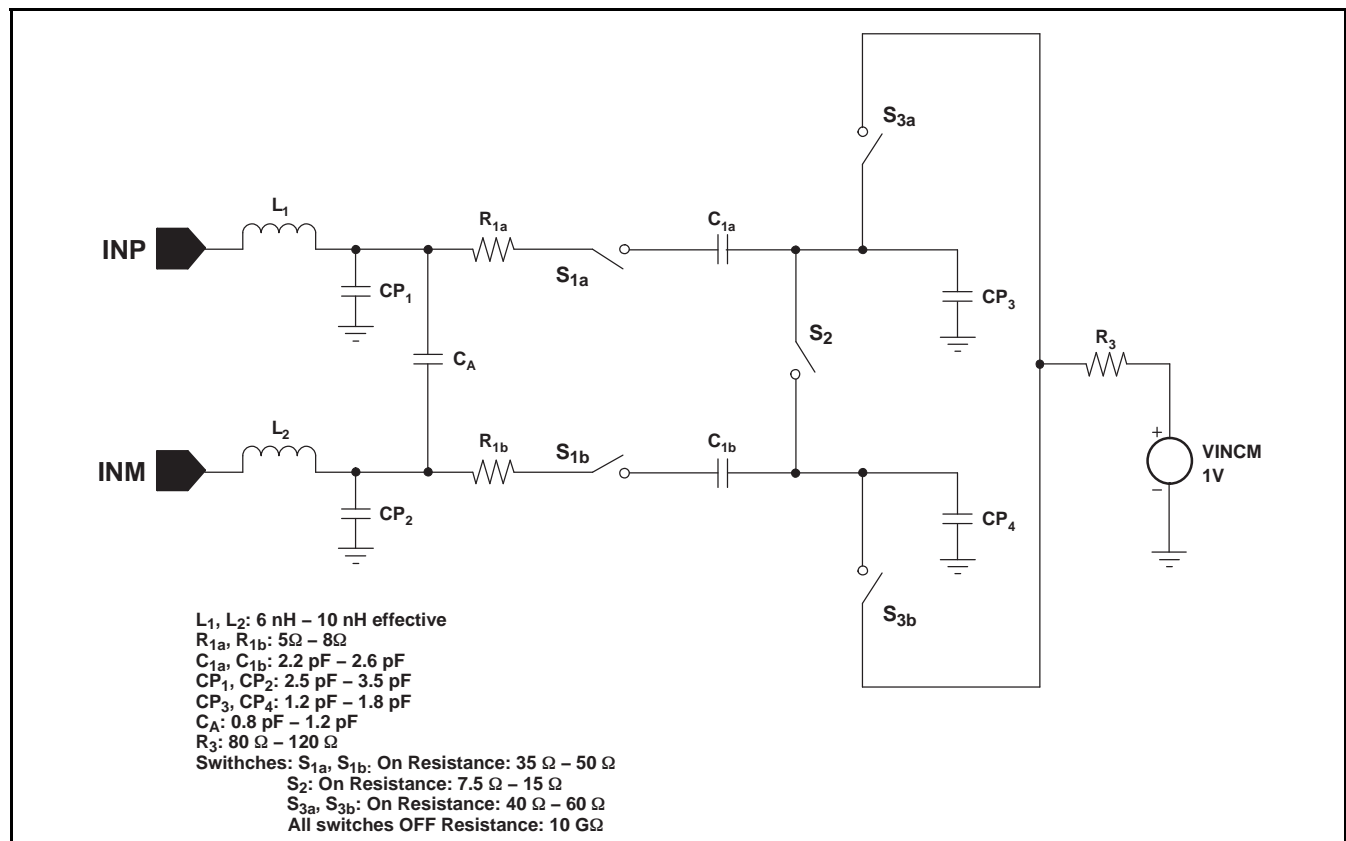 S3a
L1
R1a
C1a
INP
S1a
CP1
CP3
S2
R3
CA
L2
R1b
S1b
C1b
INM
+
VINCM
1V
–
CP2
CP4
S3b
L1, L2: 6 nH – 10 nH effective
R1a, R1b: 5Ω – 8Ω
C1a, C1b: 2.2 pF – 2.6 pF
CP1, CP2: 2.5 pF – 3.5 pF
CP3, CP4: 1.2 pF – 1.8 pF
CA: 0.8 pF – 1.2 pF
R3: 80 Ω – 120 Ω
Swithches: S1a, S1b: On Resistance: 35 Ω – 50 Ω
S2: On Resistance: 7.5 Ω – 15 Ω
S3a, S3b: On Resistance: 40 Ω – 60 Ω
All switches OFF Resistance: 10 GΩ